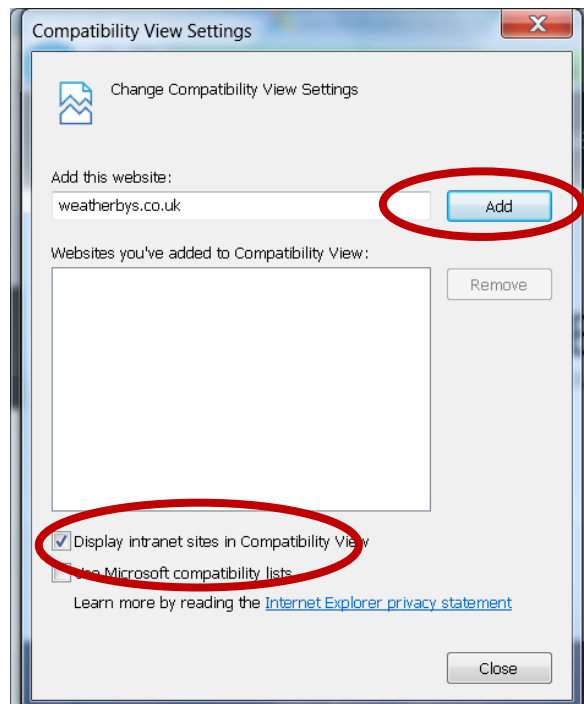 Compatibility View Settings
Change Compatibility View Settings
Add this website:
weatherbys.co.uk
Add
Websites you've added to Compatibility View:
Remove
Display intranet sites in Compatibility View
Use Microsoft compatibility lists
Learn more by reading the Internet Explorer privacy statement
Close